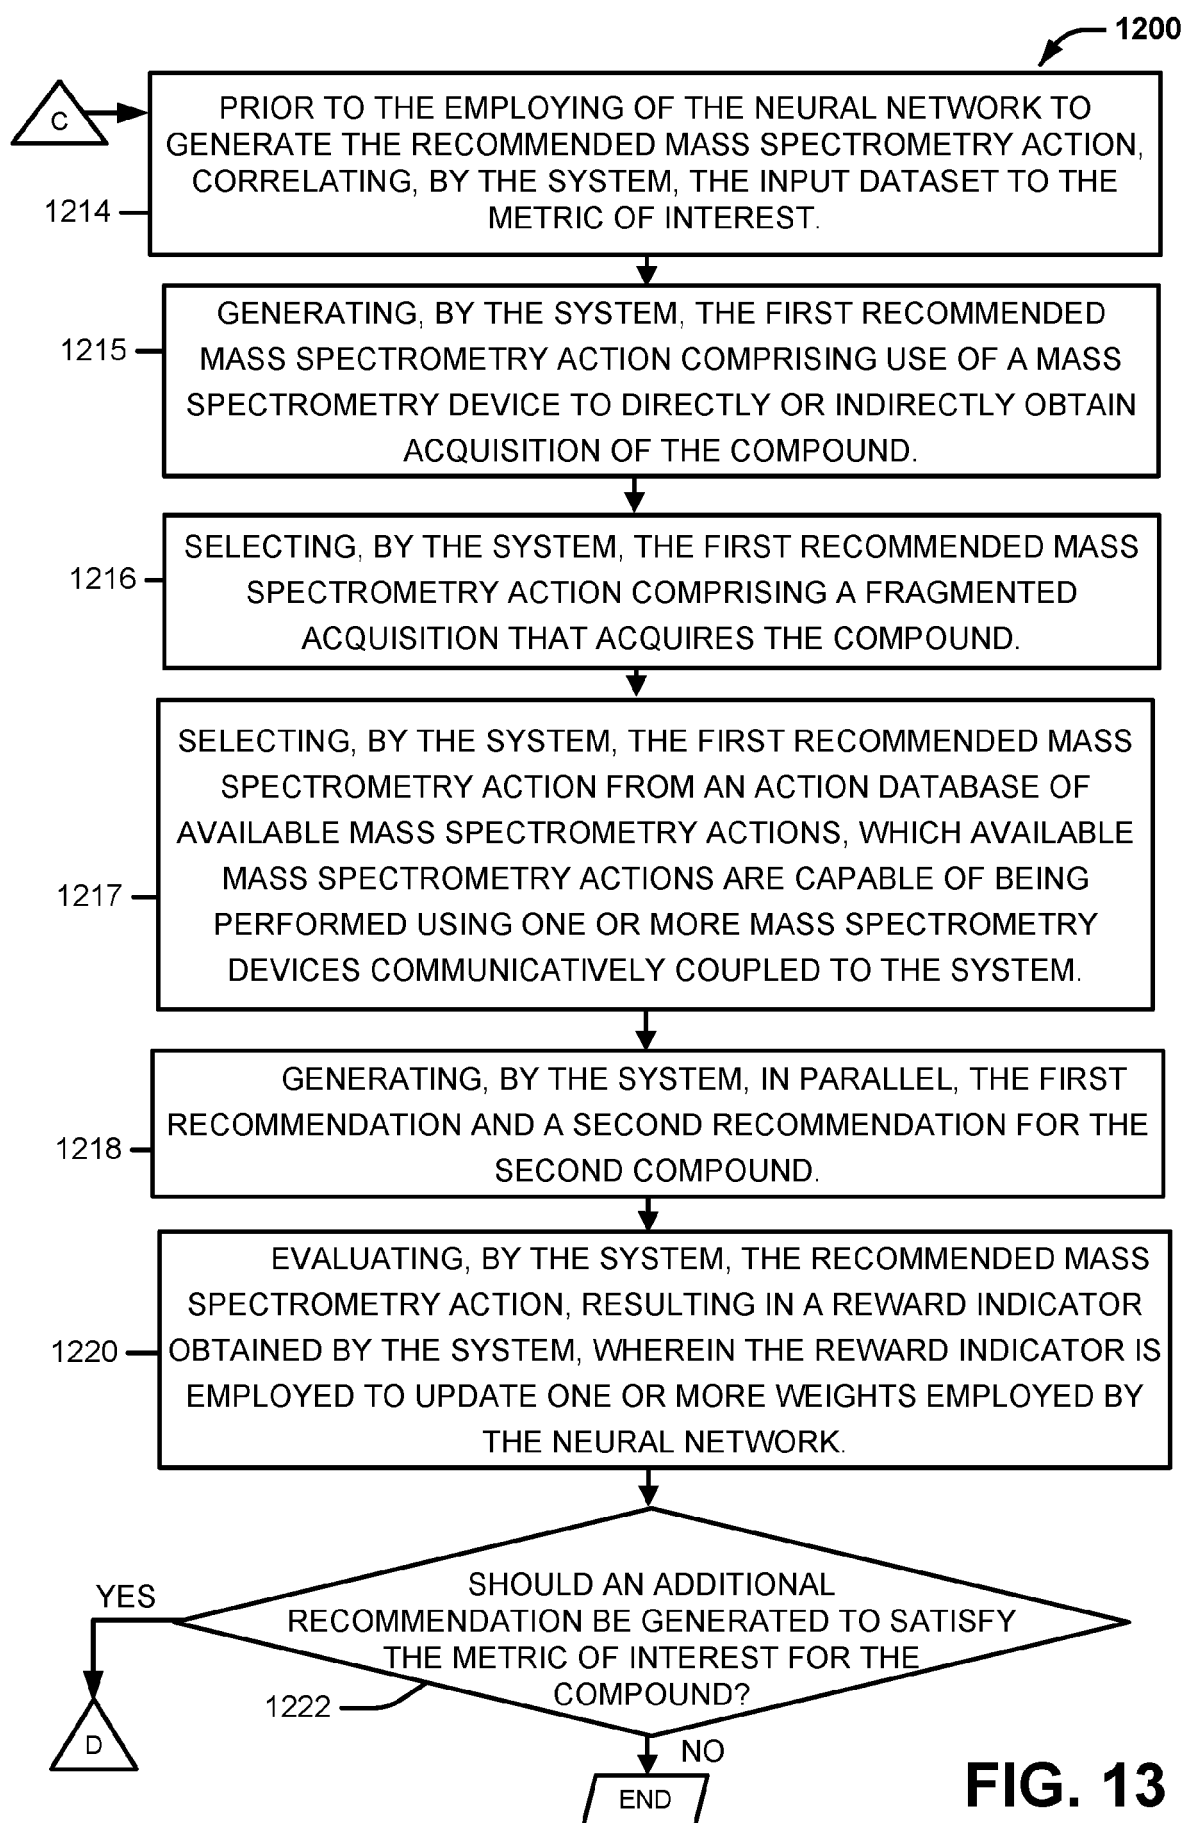 1200
C
PRIOR TO THE EMPLOYING OF THE NEURAL NETWORK TO
GENERATE THE RECOMMENDED MASS SPECTROMETRY ACTION,
CORRELATING, BY THE SYSTEM, THE INPUT DATASET TO THE
METRIC OF INTEREST.
1214
GENERATING, BY THE SYSTEM, THE FIRST RECOMMENDED
MASS SPECTROMETRY ACTION COMPRISING USE OF A MASS
SPECTROMETRY DEVICE TO DIRECTLY OR INDIRECTLY OBTAIN
ACQUISITION OF THE COMPOUND.
1215
SELECTING, BY THE SYSTEM, THE FIRST RECOMMENDED MASS
SPECTROMETRY ACTION COMPRISING A FRAGMENTED
ACQUISITION THAT ACQUIRES THE COMPOUND.
1216
SELECTING, BY THE SYSTEM, THE FIRST RECOMMENDED MASS
SPECTROMETRY ACTION FROM AN ACTION DATABASE OF
AVAILABLE MASS SPECTROMETRY ACTIONS, WHICH AVAILABLE
MASS SPECTROMETRY ACTIONS ARE CAPABLE OF BEING
PERFORMED USING ONE OR MORE MASS SPECTROMETRY
DEVICES COMMUNICATIVELY COUPLED TO THE SYSTEM.
1217
GENERATING, BY THE SYSTEM, IN PARALLEL, THE FIRST
RECOMMENDATION AND A SECOND RECOMMENDATION FOR THE
SECOND COMPOUND.
1218
EVALUATING, BY THE SYSTEM, THE RECOMMENDED MASS
SPECTROMETRY ACTION, RESULTING IN A REWARD INDICATOR
OBTAINED BY THE SYSTEM, WHEREIN THE REWARD INDICATOR IS
EMPLOYED TO UPDATE ONE OR MORE WEIGHTS EMPLOYED BY
THE NEURAL NETWORK.
1220
YES
SHOULD AN ADDITIONAL
RECOMMENDATION BE GENERATED TO SATISFY
THE METRIC OF INTEREST FOR THE
COMPOUND?
1222
D
NO
END
FIG. 13